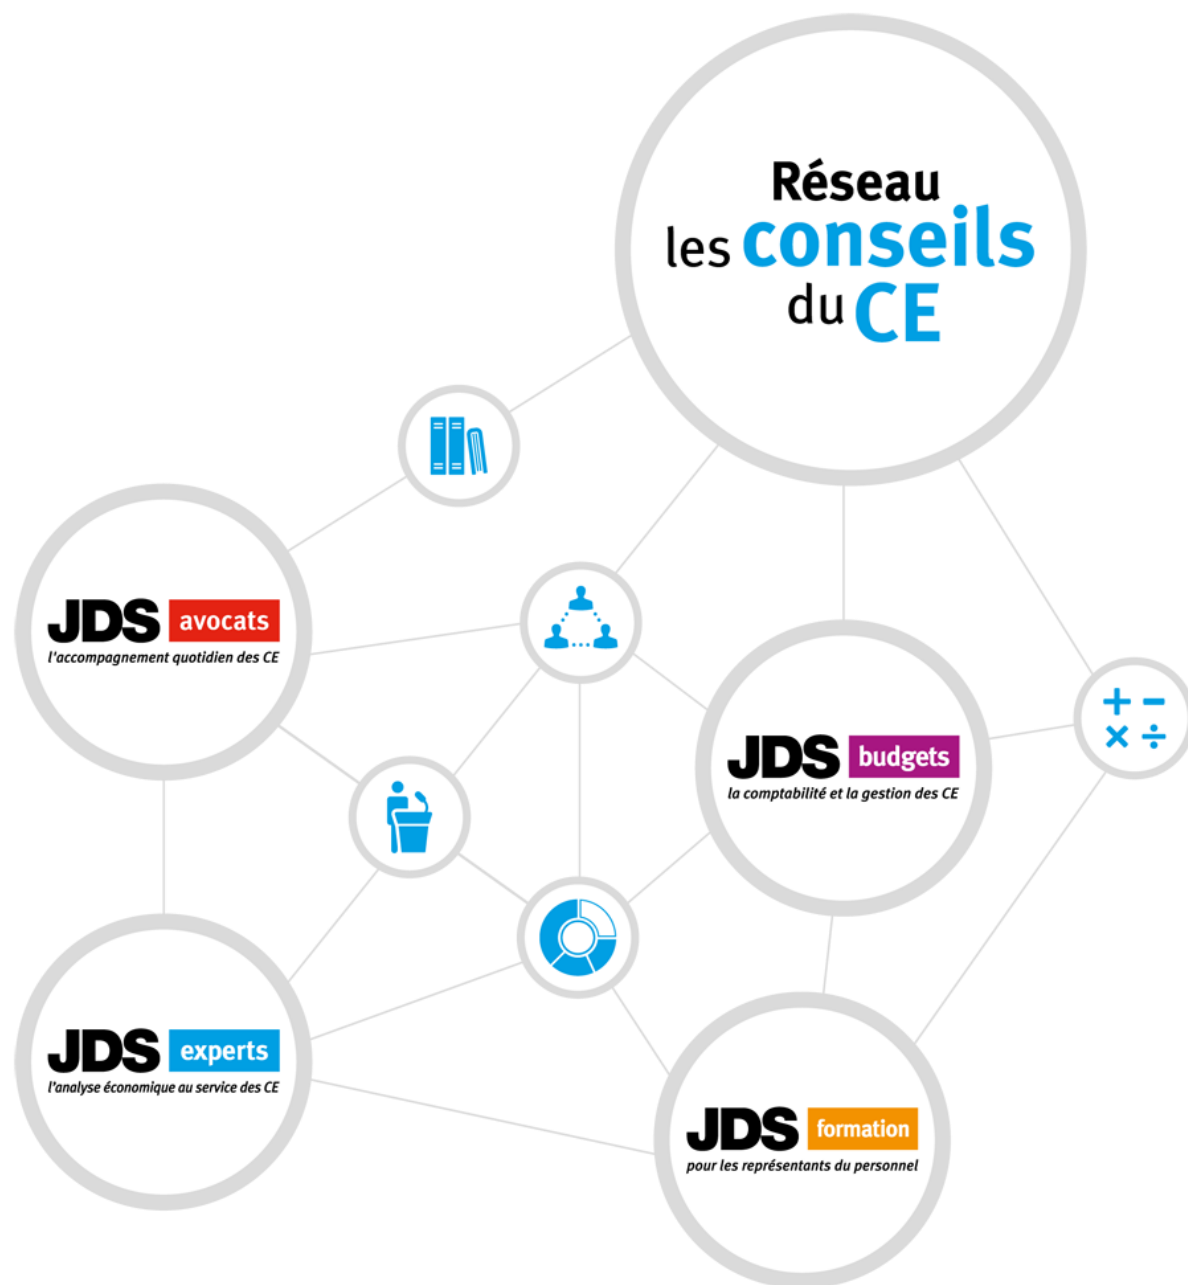 Réseau
les conseils
du CE
JDS avocats
l'accompagnement quotidien des CE
JDS budgets
la comptabilité et la gestion des CE
JDS experts
l'analyse économique au service des CE
JDS formation
pour les représentants du personnel